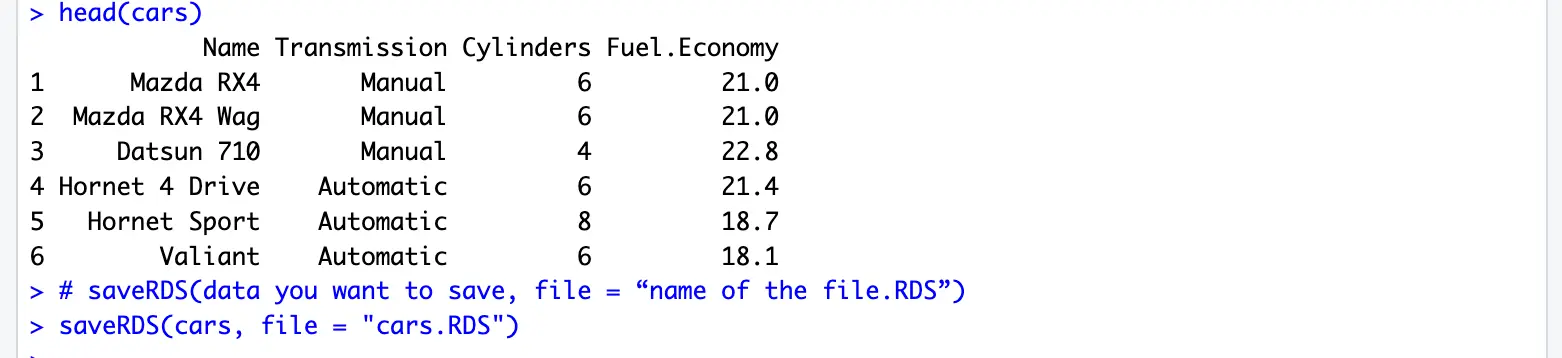 > head(cars)
Name Transmission Cylinders Fuel.Economy
1 Mazda RX4 Manual 6 21.0
2 Mazda RX4 Wag Manual 6 21.0
3 Datsun 710 Manual 4 22.8
4 Hornet 4 Drive Automatic 6 21.4
5 Hornet Sport Automatic 8 18.7
6 Valiant Automatic 6 18.1
> # saveRDS(data you want to save, file = “name of the file.RDS”)
> saveRDS(cars, file = "cars.RDS")
>